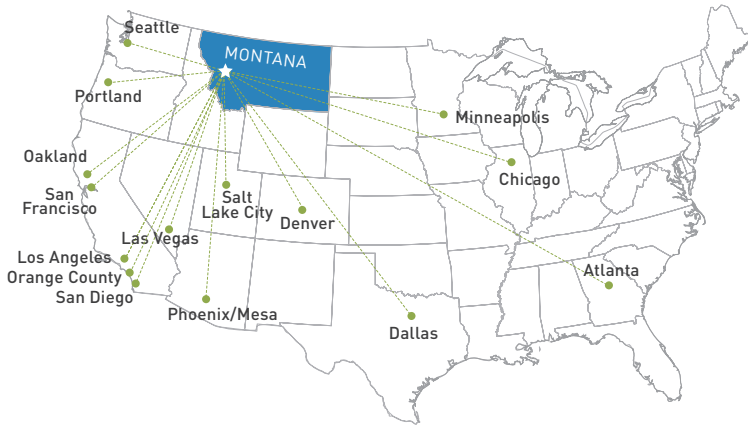 Seattle
MONTANA
Portland
Minneapolis
Oakland
San
Francisco
Salt
Lake City
Chicago
Denver
Las Vegas
Los Angeles
Orange County
San Diego
Atlanta
Phoenix/Mesa
Dallas